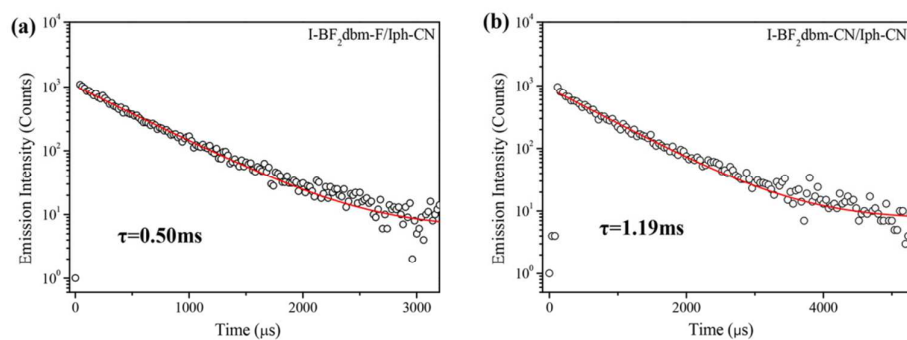 (a)
I-BF₂dbm-F/Iph-CN
Emission Intensity (Counts)
10⁴
10³
10²
10¹
10⁰
τ=0.50ms
0 1000 2000 3000
Time (μs)
(b)
I-BF₂dbm-CN/Iph-CN
Emission Intensity (Counts)
10⁴
10³
10²
10¹
10⁰
τ=1.19ms
0 2000 4000
Time (μs)